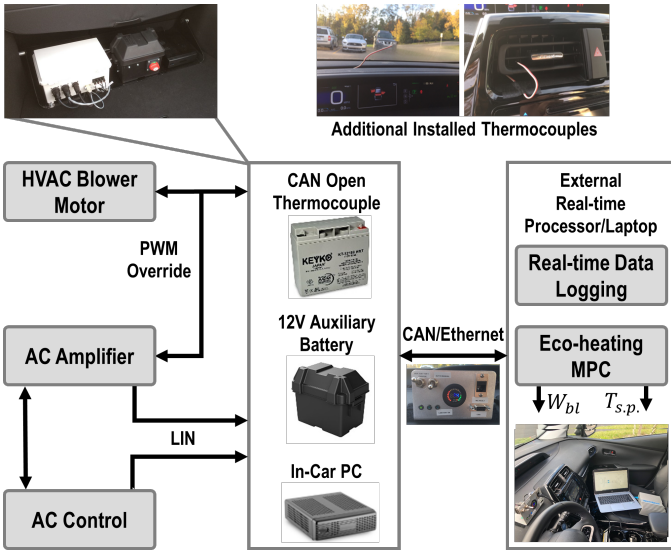 Additional Installed Thermocouples
HVAC Blower
Motor
PWM
Override
AC Amplifier
LIN
AC Control
CAN Open
Thermocouple
KEYKO
12V Auxiliary
Battery
In-Car PC
CAN/Ethernet
External
Real-time
Processor/Laptop
Real-time Data
Logging
Eco-heating
MPC
W_bl T_s.p.